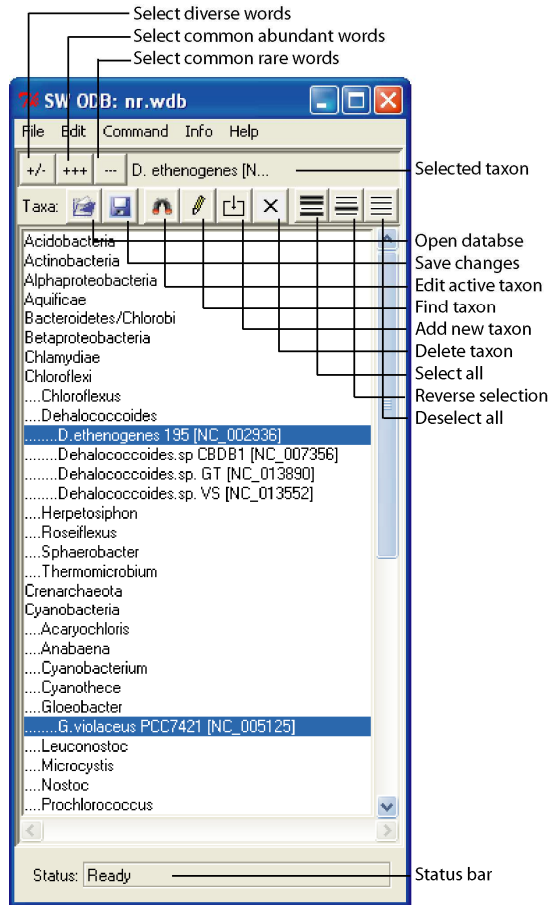 Select diverse words
Select common abundant words
Select common rare words
SW ODB: nr.wdb
File Edit Command Info Help
+/- +++ --- D. ethenogenes [N...
Selected taxon
Taxa:
Open databse
Save changes
Edit active taxon
Find taxon
Add new taxon
Delete taxon
Select all
Reverse selection
Deselect all
Acidobacteria
Actinobacteria
Alphaproteobacteria
Aquificae
Bacteroidetes/Chlorobi
Betaproteobacteria
Chlamydiae
Chloroflexi
....Chloroflexus
....Dehalococcoides
........D.ethenogenes 195 [NC_002936]
........Dehalococcoides.sp CBDB1 [NC_007356]
........Dehalococcoides.sp. GT [NC_013890]
........Dehalococcoides.sp. VS [NC_013552]
....Herpetosiphon
....Roseiflexus
....Sphaerobacter
....Thermomicrobium
Crenarchaeota
Cyanobacteria
....Acaryochloris
....Anabaena
....Cyanobacterium
....Cyanothece
....Gloeobacter
........G.violaceus PCC7421 [NC_005125]
....Leuconostoc
....Microcystis
....Nostoc
....Prochlorococcus
Status: Ready
Status bar